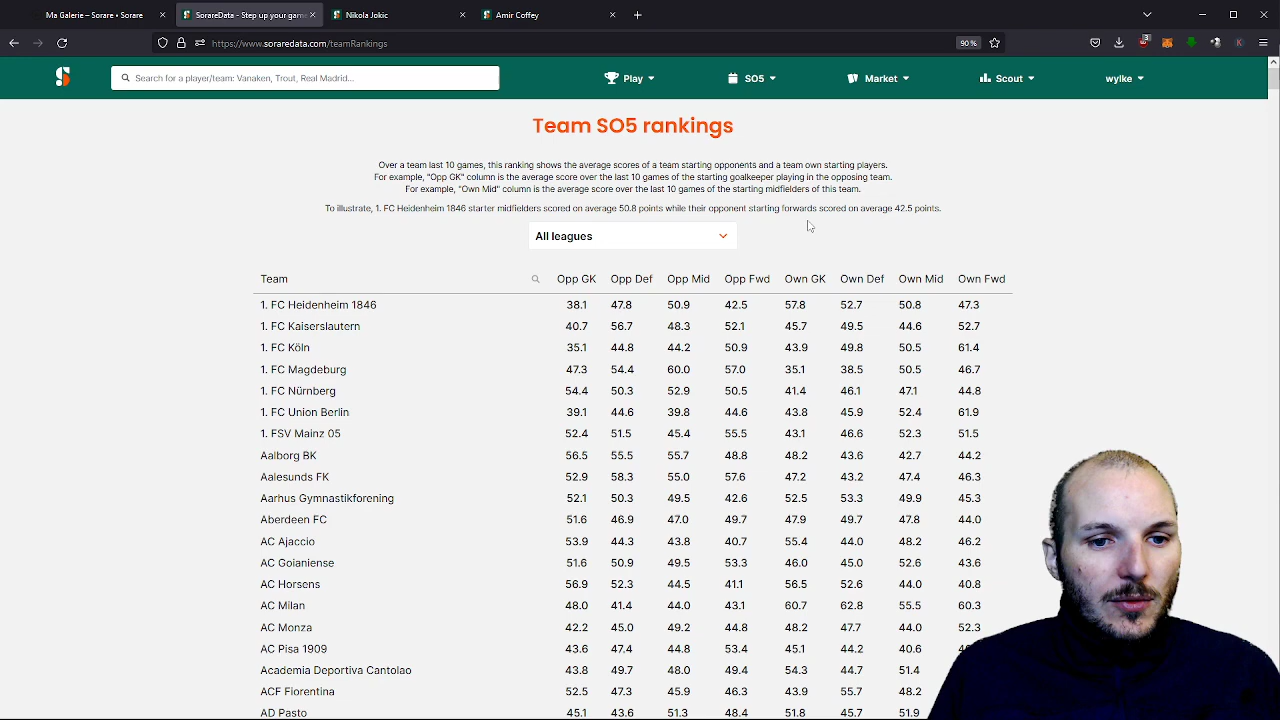 Ma Galerie – Sorare • Sorare
SorareData - Step up your game
Nikola Jokic
Amir Coffey
https://www.soraredata.com/teamRankings
90 %
3
K
Search for a player/team: Vanaken, Trout, Real Madrid...
Play
SO5
Market
Scout
wylke
Team SO5 rankings
Over a team last 10 games, this ranking shows the average scores of a team starting opponents and a team own starting players.
For example, "Opp GK" column is the average score over the last 10 games of the starting goalkeeper playing in the opposing team.
For example, "Own Mid" column is the average score over the last 10 games of the starting midfielders of this team.
To illustrate, 1. FC Heidenheim 1846 starter midfielders scored on average 50.8 points while their opponent starting forwards scored on average 42.5 points.
All leagues
Team Opp GK Opp Def Opp Mid Opp Fwd Own GK Own Def Own Mid Own Fwd
1. FC Heidenheim 1846 38.1 47.8 50.9 42.5 57.8 52.7 50.8 47.3
1. FC Kaiserslautern 40.7 56.7 48.3 52.1 45.7 49.5 44.6 52.7
1. FC Köln 35.1 44.8 44.2 50.9 43.9 49.8 50.5 61.4
1. FC Magdeburg 47.3 54.4 60.0 57.0 35.1 38.5 50.5 46.7
1. FC Nürnberg 54.4 50.3 52.9 50.5 41.4 46.1 47.1 44.8
1. FC Union Berlin 39.1 44.6 39.8 44.6 43.8 45.9 52.4 61.9
1. FSV Mainz 05 52.4 51.5 45.4 55.5 43.1 46.6 52.3 51.5
Aalborg BK 56.5 55.5 55.7 48.8 48.2 43.6 42.7 44.2
Aalesunds FK 52.9 58.3 55.0 57.6 47.2 43.2 47.4 46.3
Aarhus Gymnastikforening 52.1 50.3 49.5 42.6 52.5 53.3 49.9 45.3
Aberdeen FC 51.6 46.9 47.0 49.7 47.9 49.7 47.8 44.0
AC Ajaccio 53.9 44.3 43.8 40.7 55.4 44.0 48.2 46.2
AC Goianiense 51.6 50.9 49.5 53.3 46.0 45.0 52.6 43.6
AC Horsens 56.9 52.3 44.5 41.1 56.5 52.6 44.0 40.8
AC Milan 48.0 41.4 44.0 43.1 60.7 62.8 55.5 60.3
AC Monza 42.2 45.0 49.2 44.8 48.2 47.7 44.0 52.3
AC Pisa 1909 43.6 47.4 44.8 53.4 45.1 44.2 40.6
Academia Deportiva Cantolao 43.8 49.7 48.0 49.4 54.3 44.7 51.4
ACF Fiorentina 52.5 47.3 45.9 46.3 43.9 55.7 48.2
AD Pasto 45.1 43.6 51.3 48.4 51.8 45.7 51.9